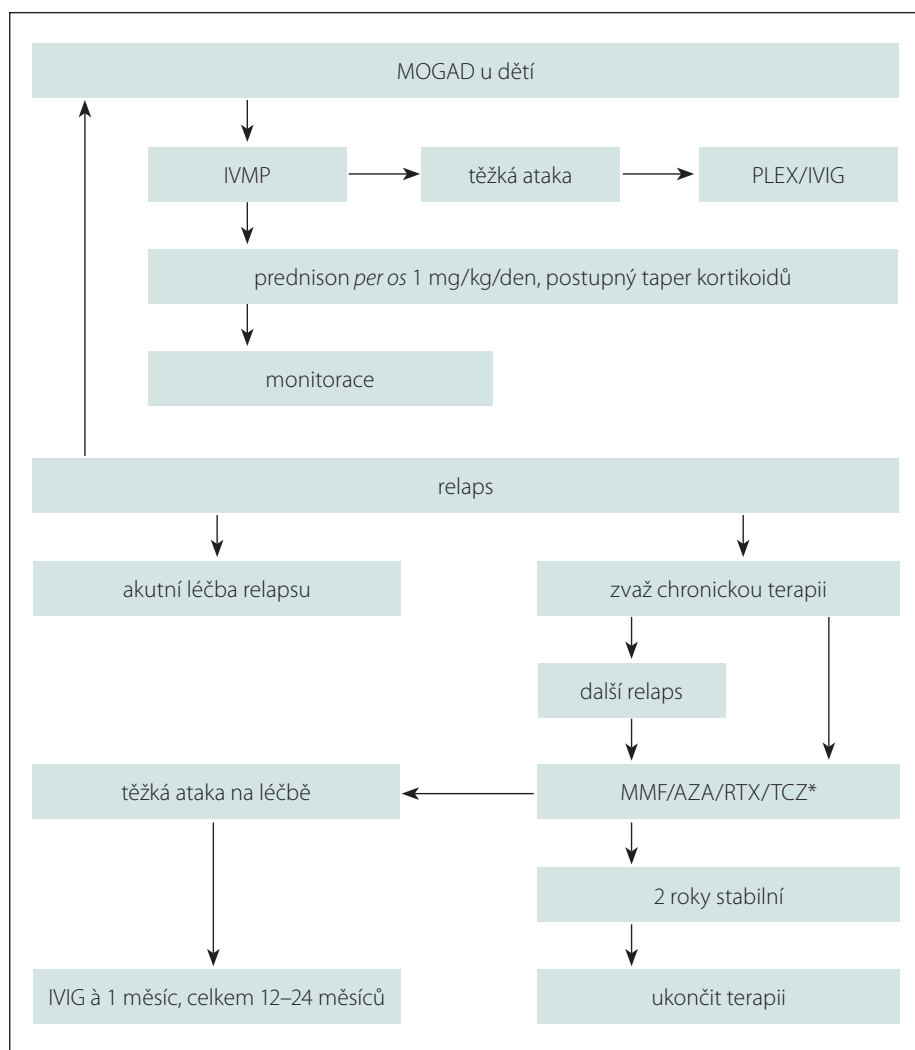 MOGAD u dětí
IVMP
těžká ataka
PLEX/IVIG
prednison per os 1 mg/kg/den, postupný taper kortikoidů
monitorace
relaps
akutní léčba relapsu
zvaž chronickou terapii
další relaps
těžká ataka na léčbě
MMF/AZA/RTX/TCZ*
2 roky stabilní
IVIG à 1 měsíc, celkem 12–24 měsíců
ukončit terapii